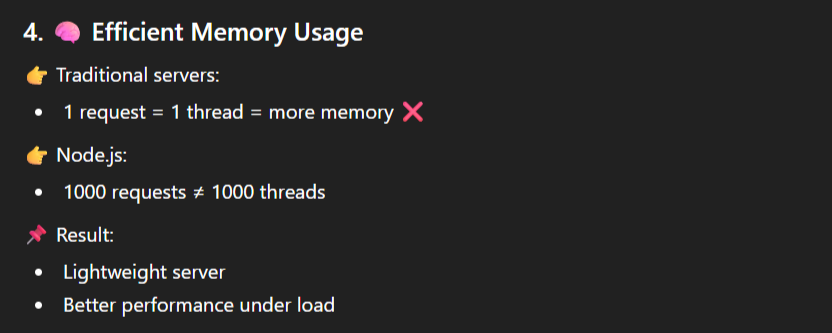 4. 🧠 Efficient Memory Usage
👉 Traditional servers:
• 1 request = 1 thread = more memory ❌
👉 Node.js:
• 1000 requests ≠ 1000 threads
📌 Result:
• Lightweight server
• Better performance under load